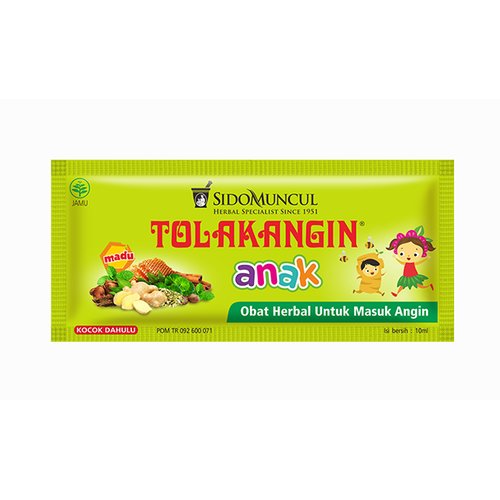 JAMU
SIDOMUNCUL
HERBAL SPECIALIST SINCE 1951
TOLAKANGIN®
anak
madu
Obat Herbal Untuk Masuk Angin
KOCOK DAHULU
POM TR 092 600 071
Isi bersih : 10ml